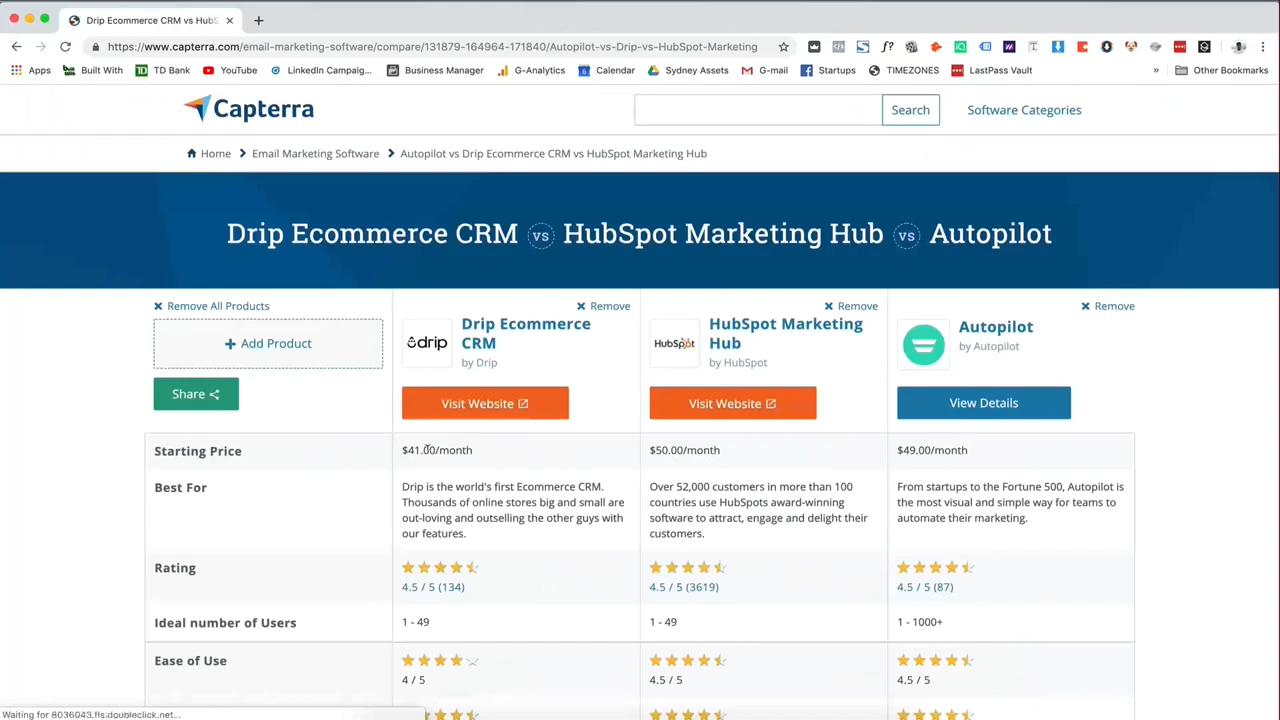 Drip Ecommerce CRM vs HubS
https://www.capterra.com/email-marketing-software/compare/131879-164964-171840/Autopilot-vs-Drip-vs-HubSpot-Marketing
Apps Built With TD Bank YouTube LinkedIn Campaig... Business Manager G-Analytics Calendar Sydney Assets G-mail Startups TIMEZONES LastPass Vault » Other Bookmarks
Capterra
Search
Software Categories
Home Email Marketing Software Autopilot vs Drip Ecommerce CRM vs HubSpot Marketing Hub
Drip Ecommerce CRM vs HubSpot Marketing Hub vs Autopilot
Remove All Products
+ Add Product
Share
Remove
drip
Drip Ecommerce
CRM
by Drip
Visit Website
Remove
HubSpot
HubSpot Marketing
Hub
by HubSpot
Visit Website
Remove
Autopilot
by Autopilot
View Details
Starting Price
$41.00/month
$50.00/month
$49.00/month
Best For
Drip is the world's first Ecommerce CRM.
Thousands of online stores big and small are
out-loving and outselling the other guys with
our features.
Over 52,000 customers in more than 100
countries use HubSpots award-winning
software to attract, engage and delight their
customers.
From startups to the Fortune 500, Autopilot is
the most visual and simple way for teams to
automate their marketing.
Rating
4.5 / 5 (134)
4.5 / 5 (3619)
4.5 / 5 (87)
Ideal number of Users
1 - 49
1 - 49
1 - 1000+
Ease of Use
4 / 5
4.5 / 5
4.5 / 5
Waiting for 8036043.fls.doubleclick.net...